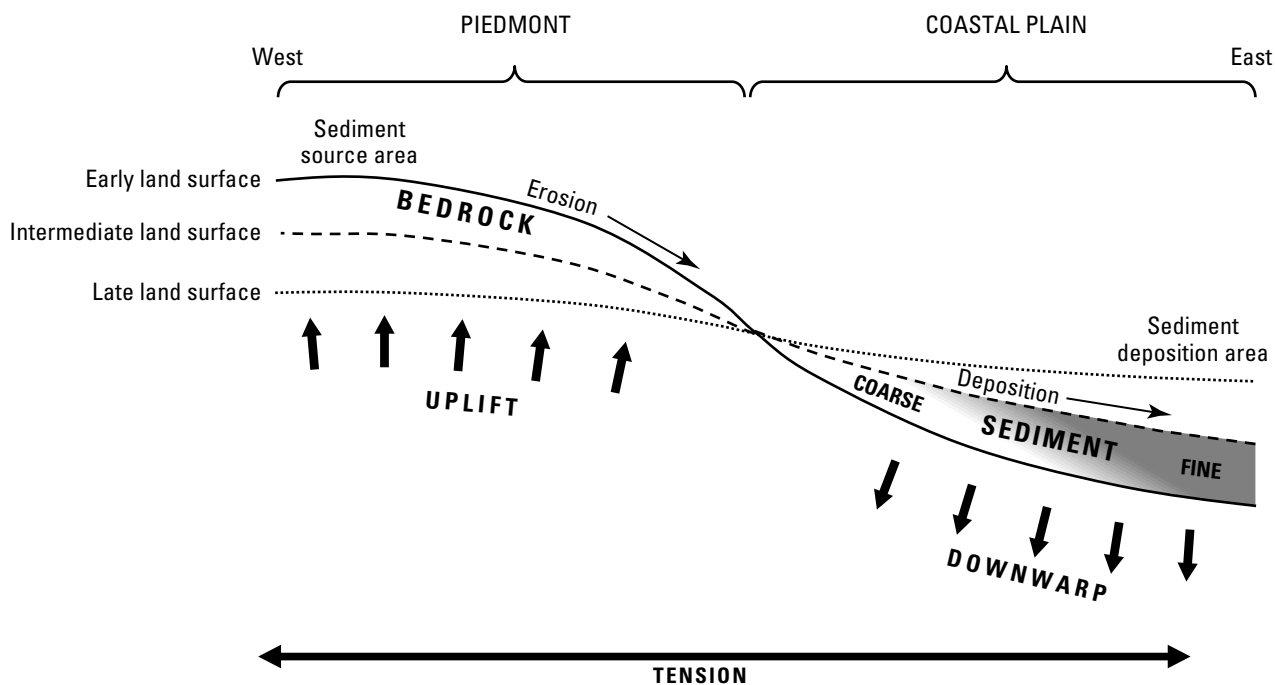 PIEDMONT
COASTAL PLAIN
West
East
Sediment
source area
Early land surface
Erosion
BEDROCK
Intermediate land surface
Late land surface
Sediment
deposition area
Deposition
COARSE
UPLIFT
SEDIMENT
FINE
DOWNWARP
TENSION